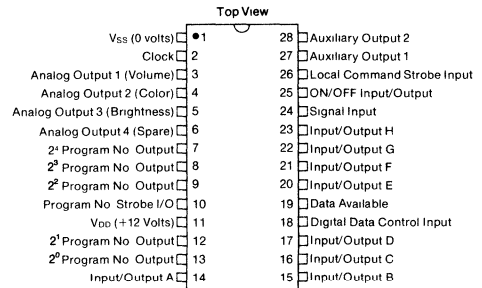 Top View
VSS (0 volts) 1 28 Auxiliary Output 2
Clock 2 27 Auxiliary Output 1
Analog Output 1 (Volume) 3 26 Local Command Strobe Input
Analog Output 2 (Color) 4 25 ON/OFF Input/Output
Analog Output 3 (Brightness) 5 24 Signal Input
Analog Output 4 (Spare) 6 23 Input/Output H
2⁴ Program No Output 7 22 Input/Output G
2³ Program No Output 8 21 Input/Output F
2² Program No Output 9 20 Input/Output E
Program No Strobe I/O 10 19 Data Available
VDD (+12 Volts) 11 18 Digital Data Control Input
2¹ Program No Output 12 17 Input/Output D
2⁰ Program No Output 13 16 Input/Output C
Input/Output A 14 15 Input/Output B